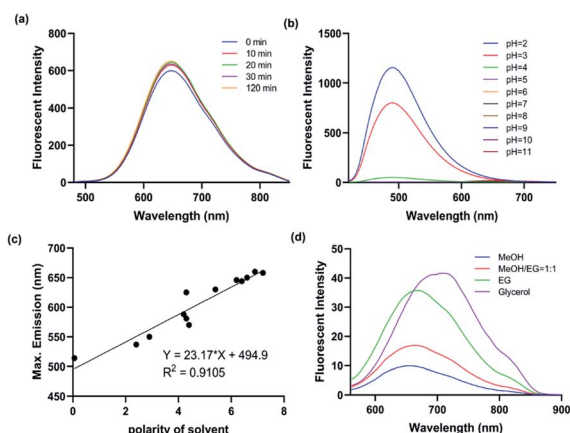 (a)
Fluorescent Intensity
800
600
400
200
0
500
600
700
800
Wavelength (nm)
0 min
10 min
20 min
30 min
120 min
(b)
Fluorescent Intensity
1500
1000
500
0
500
600
700
Wavelength (nm)
pH=2
pH=3
pH=4
pH=5
pH=6
pH=7
pH=8
pH=9
pH=10
pH=11
(c)
Max. Emission (nm)
700
650
600
550
500
450
0
2
4
6
8
Y = 23.17*X + 494.9
R² = 0.9105
polarity of solvent
(d)
Fluorescent Intensity
50
40
30
20
10
0
600
700
800
900
Wavelength (nm)
MeOH
MeOH/EG=1:1
EG
Glycerol